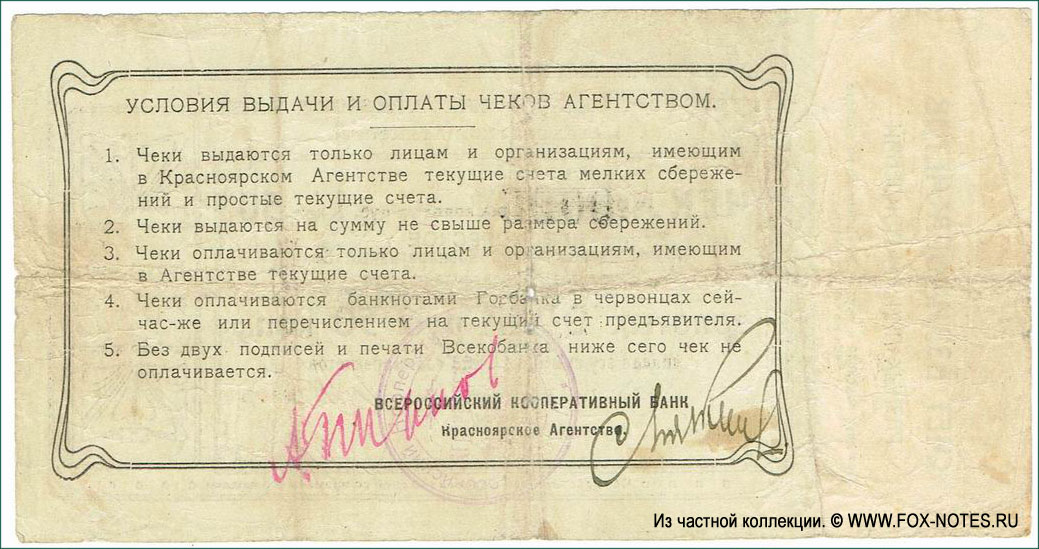 УСЛОВИЯ ВЫДАЧИ И ОПЛАТЫ ЧЕКОВ АГЕНТСТВОМ.
1. Чеки выдаются только лицам и организациям, имеющим
в Красноярском Агентстве текущие счета мелких сбереже-
ний и простые текущие счета.
2. Чеки выдаются на сумму не свыше размера сбережений.
3. Чеки оплачиваются только лицам и организациям, имеющим
в Агентстве текущие счета.
4. Чеки оплачиваются банкнотами Госбанка в червонцах сей-
час-же или перечислением на текущий счет предъявителя.
5. Без двух подписей и печати Всекобанка ниже сего чек не
оплачивается.
ВСЕРОССИЙСКИЙ КООПЕРАТИВНЫЙ БАНК
Красноярское Агентство.
Из частной коллекции. © WWW.FOX-NOTES.RU